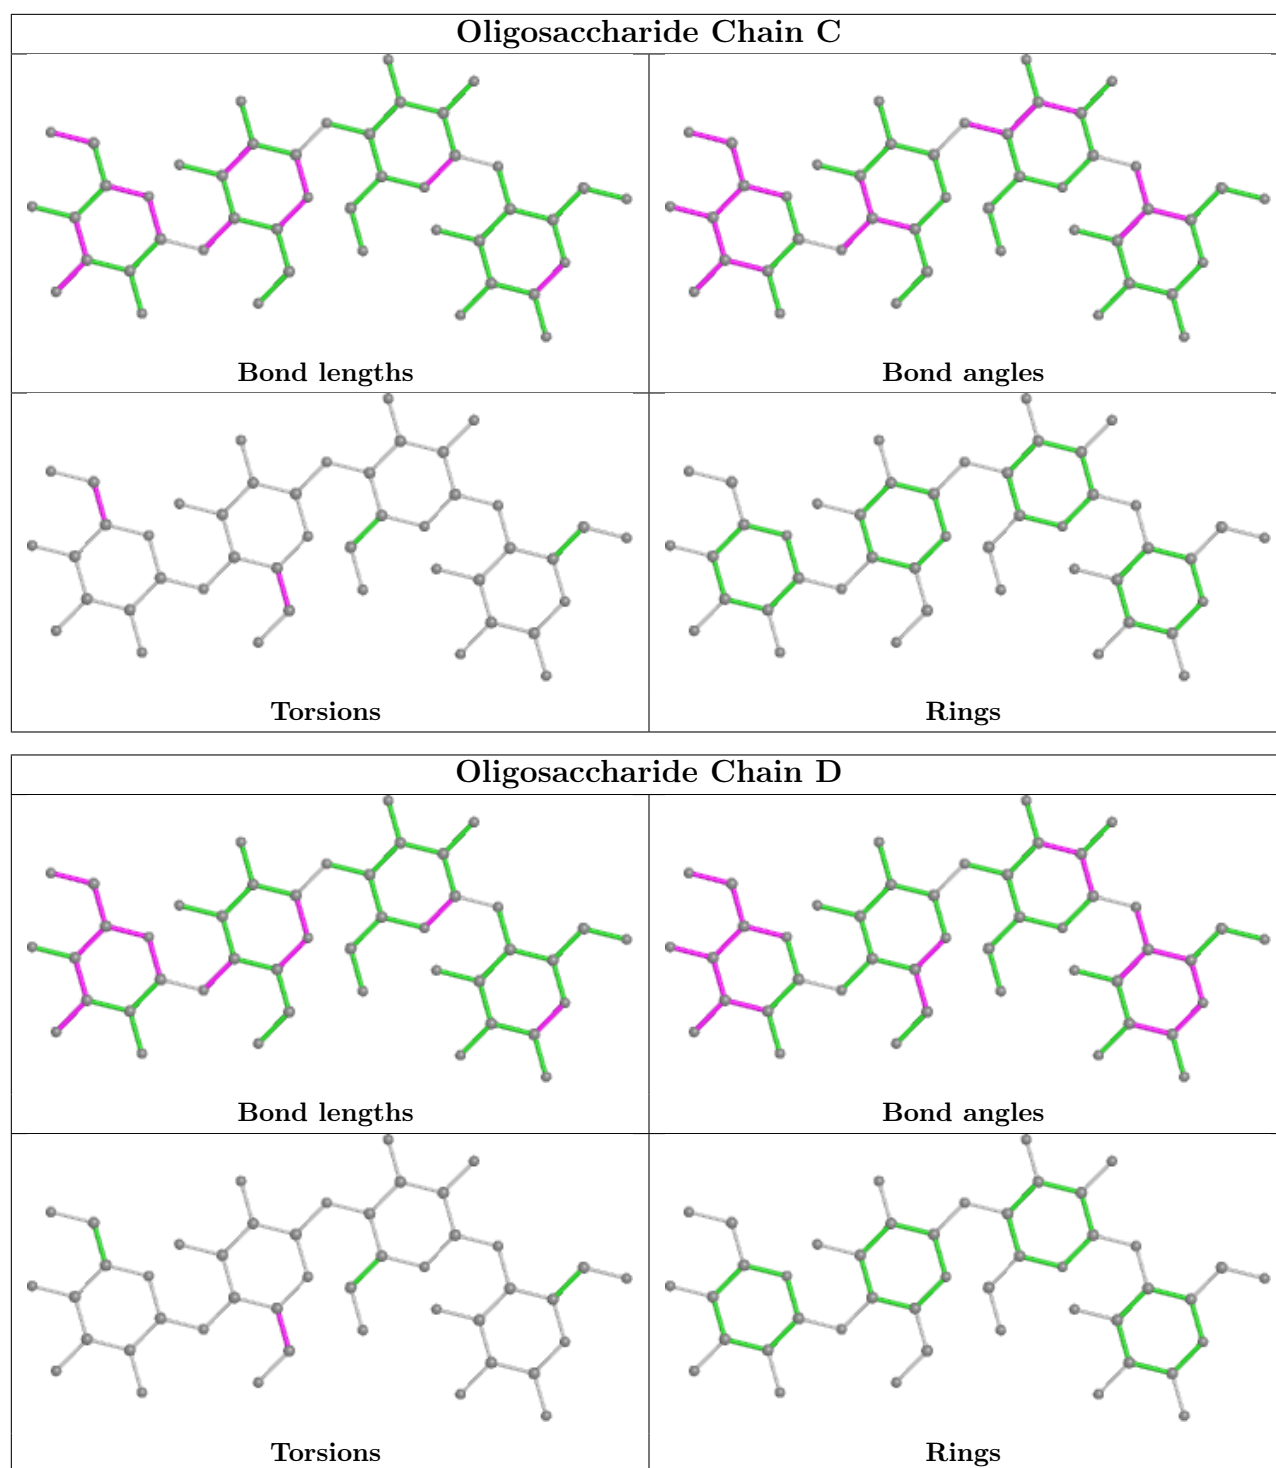 Oligosaccharide Chain C
Bond lengths
Bond angles
Torsions
Rings
Oligosaccharide Chain D
Bond lengths
Bond angles
Torsions
Rings